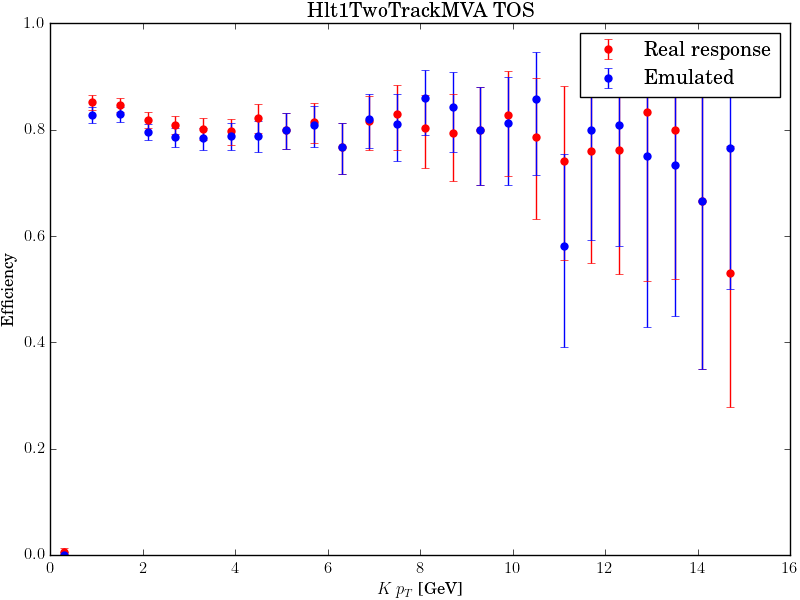 Hlt1TwoTrackMVA TOS
Real response
Emulated
Efficiency
1.0
0.8
0.6
0.4
0.2
0.0
0 2 4 6 8 10 12 14 16
K p_T [GeV]